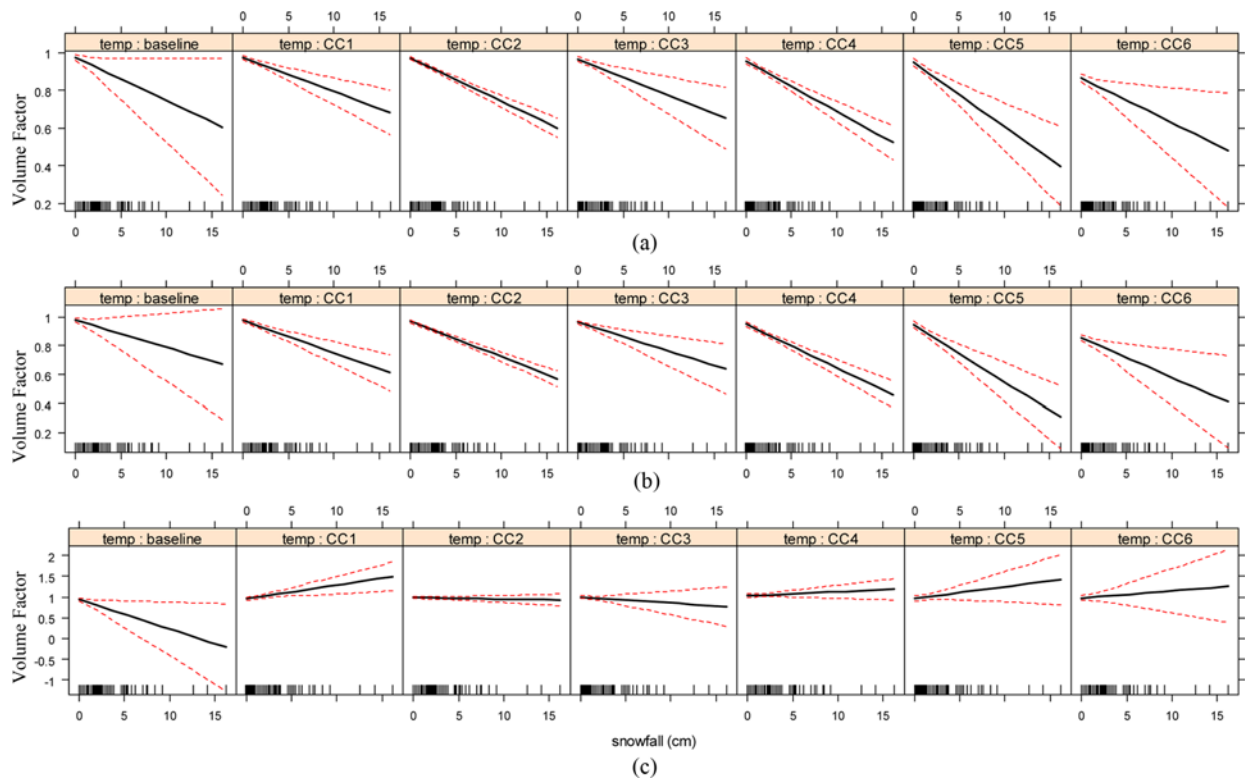 0 5 10 15 0 5 10 15 0 5 10 15
temp : baseline temp : CC1 temp : CC2 temp : CC3 temp : CC4 temp : CC5 temp : CC6
Volume Factor
1
0.8
0.6
0.4
0.2
0 5 10 15 0 5 10 15 0 5 10 15 0 5 10 15
(a)
0 5 10 15 0 5 10 15 0 5 10 15
temp : baseline temp : CC1 temp : CC2 temp : CC3 temp : CC4 temp : CC5 temp : CC6
Volume Factor
1
0.8
0.6
0.4
0.2
0 5 10 15 0 5 10 15 0 5 10 15 0 5 10 15
(b)
0 5 10 15 0 5 10 15 0 5 10 15
temp : baseline temp : CC1 temp : CC2 temp : CC3 temp : CC4 temp : CC5 temp : CC6
Volume Factor
2
1.5
1
0.5
0
-0.5
-1
0 5 10 15 0 5 10 15 0 5 10 15 0 5 10 15
snowfall (cm)
(c)